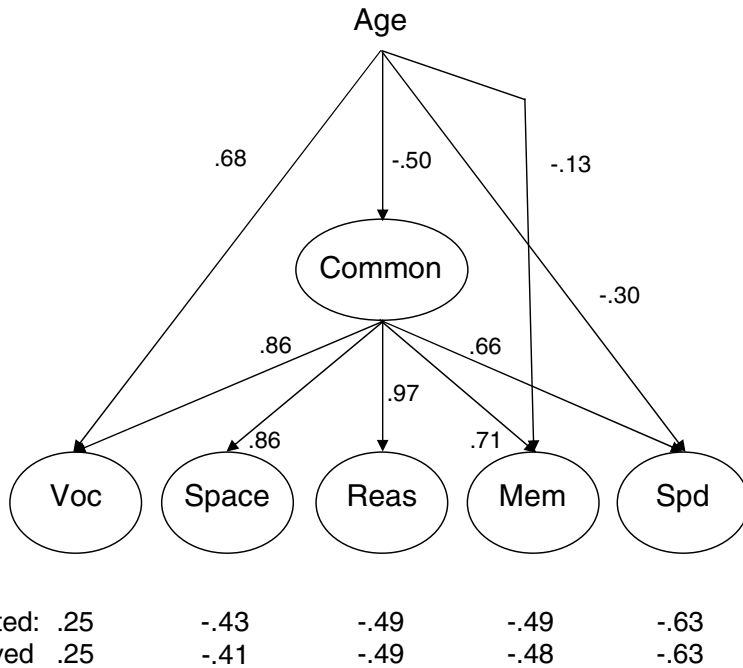 Age
.68
-.50
-.13
Common
-.30
.86
.66
.97
.86
.71
Voc Space Reas Mem Spd
ted: .25 -.43 -.49 -.49 -.63
ved .25 -.41 -.49 -.48 -.63